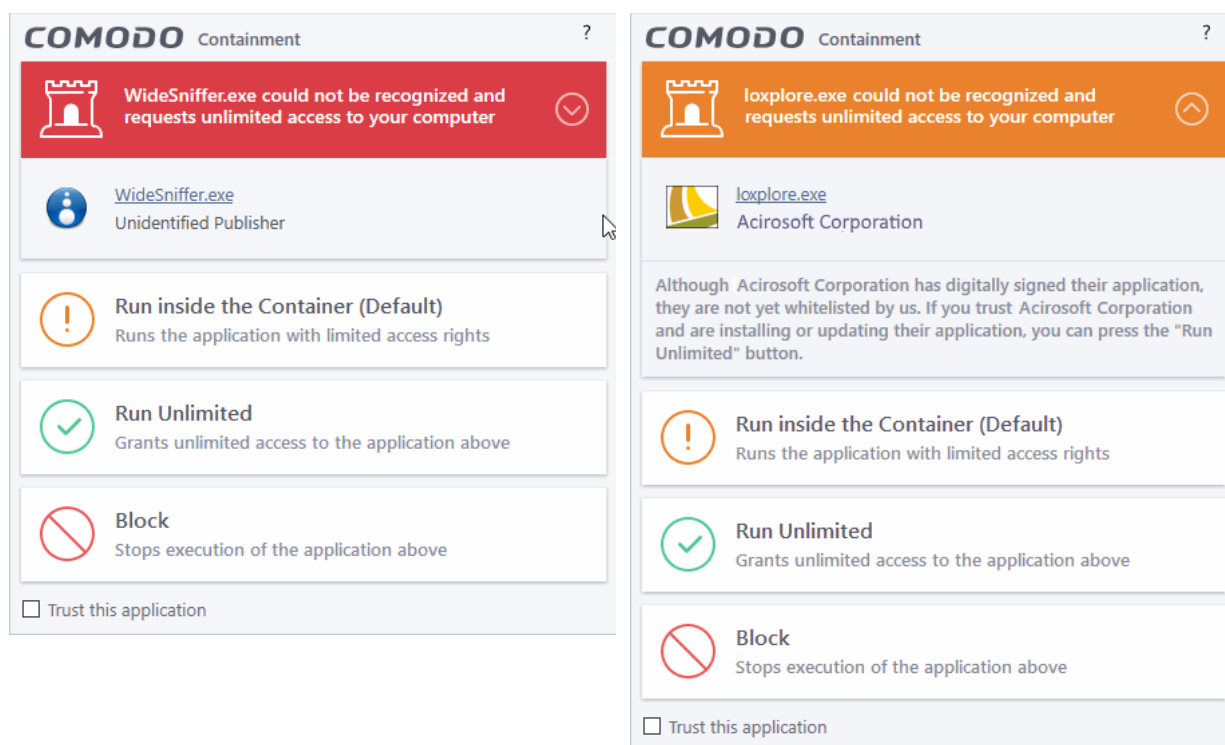 COMODO Containment ?
WideSniffer.exe could not be recognized and
requests unlimited access to your computer
WideSniffer.exe
Unidentified Publisher
Run inside the Container (Default)
Runs the application with limited access rights
Run Unlimited
Grants unlimited access to the application above
Block
Stops execution of the application above
Trust this application
COMODO Containment ?
loxplore.exe could not be recognized and
requests unlimited access to your computer
loxplore.exe
Acirosoft Corporation
Although Acirosoft Corporation has digitally signed their application,
they are not yet whitelisted by us. If you trust Acirosoft Corporation
and are installing or updating their application, you can press the "Run
Unlimited" button.
Run inside the Container (Default)
Runs the application with limited access rights
Run Unlimited
Grants unlimited access to the application above
Block
Stops execution of the application above
Trust this application